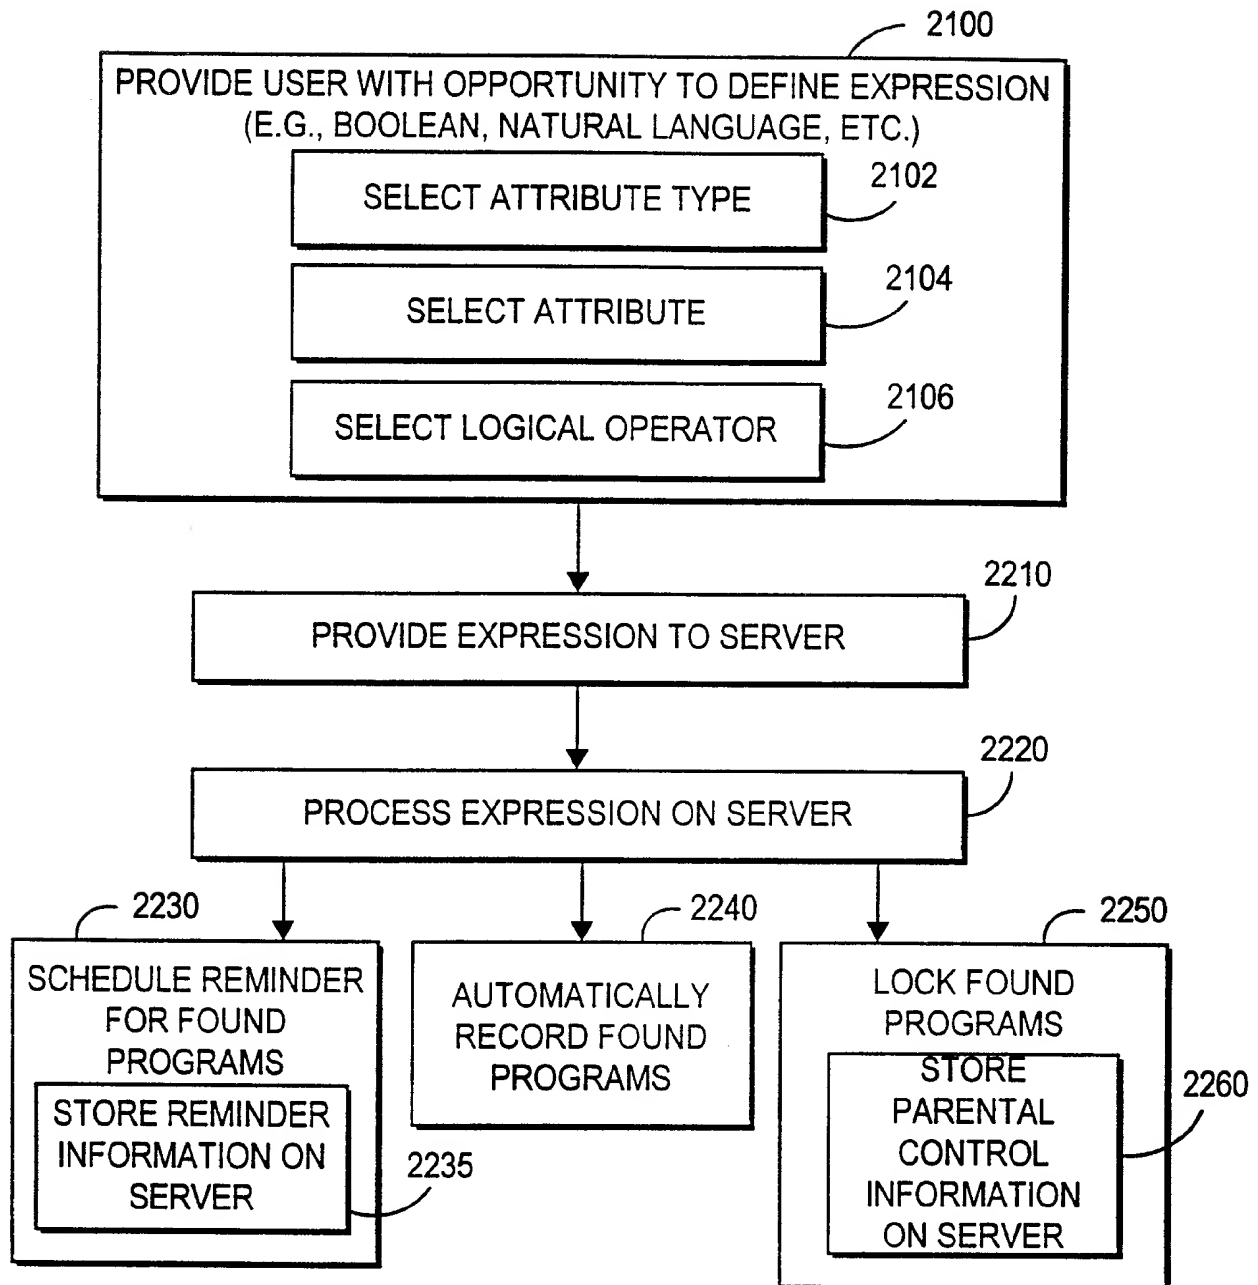 2100
PROVIDE USER WITH OPPORTUNITY TO DEFINE EXPRESSION
(E.G., BOOLEAN, NATURAL LANGUAGE, ETC.)
SELECT ATTRIBUTE TYPE
2102
SELECT ATTRIBUTE
2104
SELECT LOGICAL OPERATOR
2106
PROVIDE EXPRESSION TO SERVER
2210
PROCESS EXPRESSION ON SERVER
2220
2230
SCHEDULE REMINDER
FOR FOUND
PROGRAMS
STORE REMINDER
INFORMATION ON
SERVER
2235
2240
AUTOMATICALLY
RECORD FOUND
PROGRAMS
2250
LOCK FOUND
PROGRAMS
STORE
PARENTAL
CONTROL
INFORMATION
ON SERVER
2260